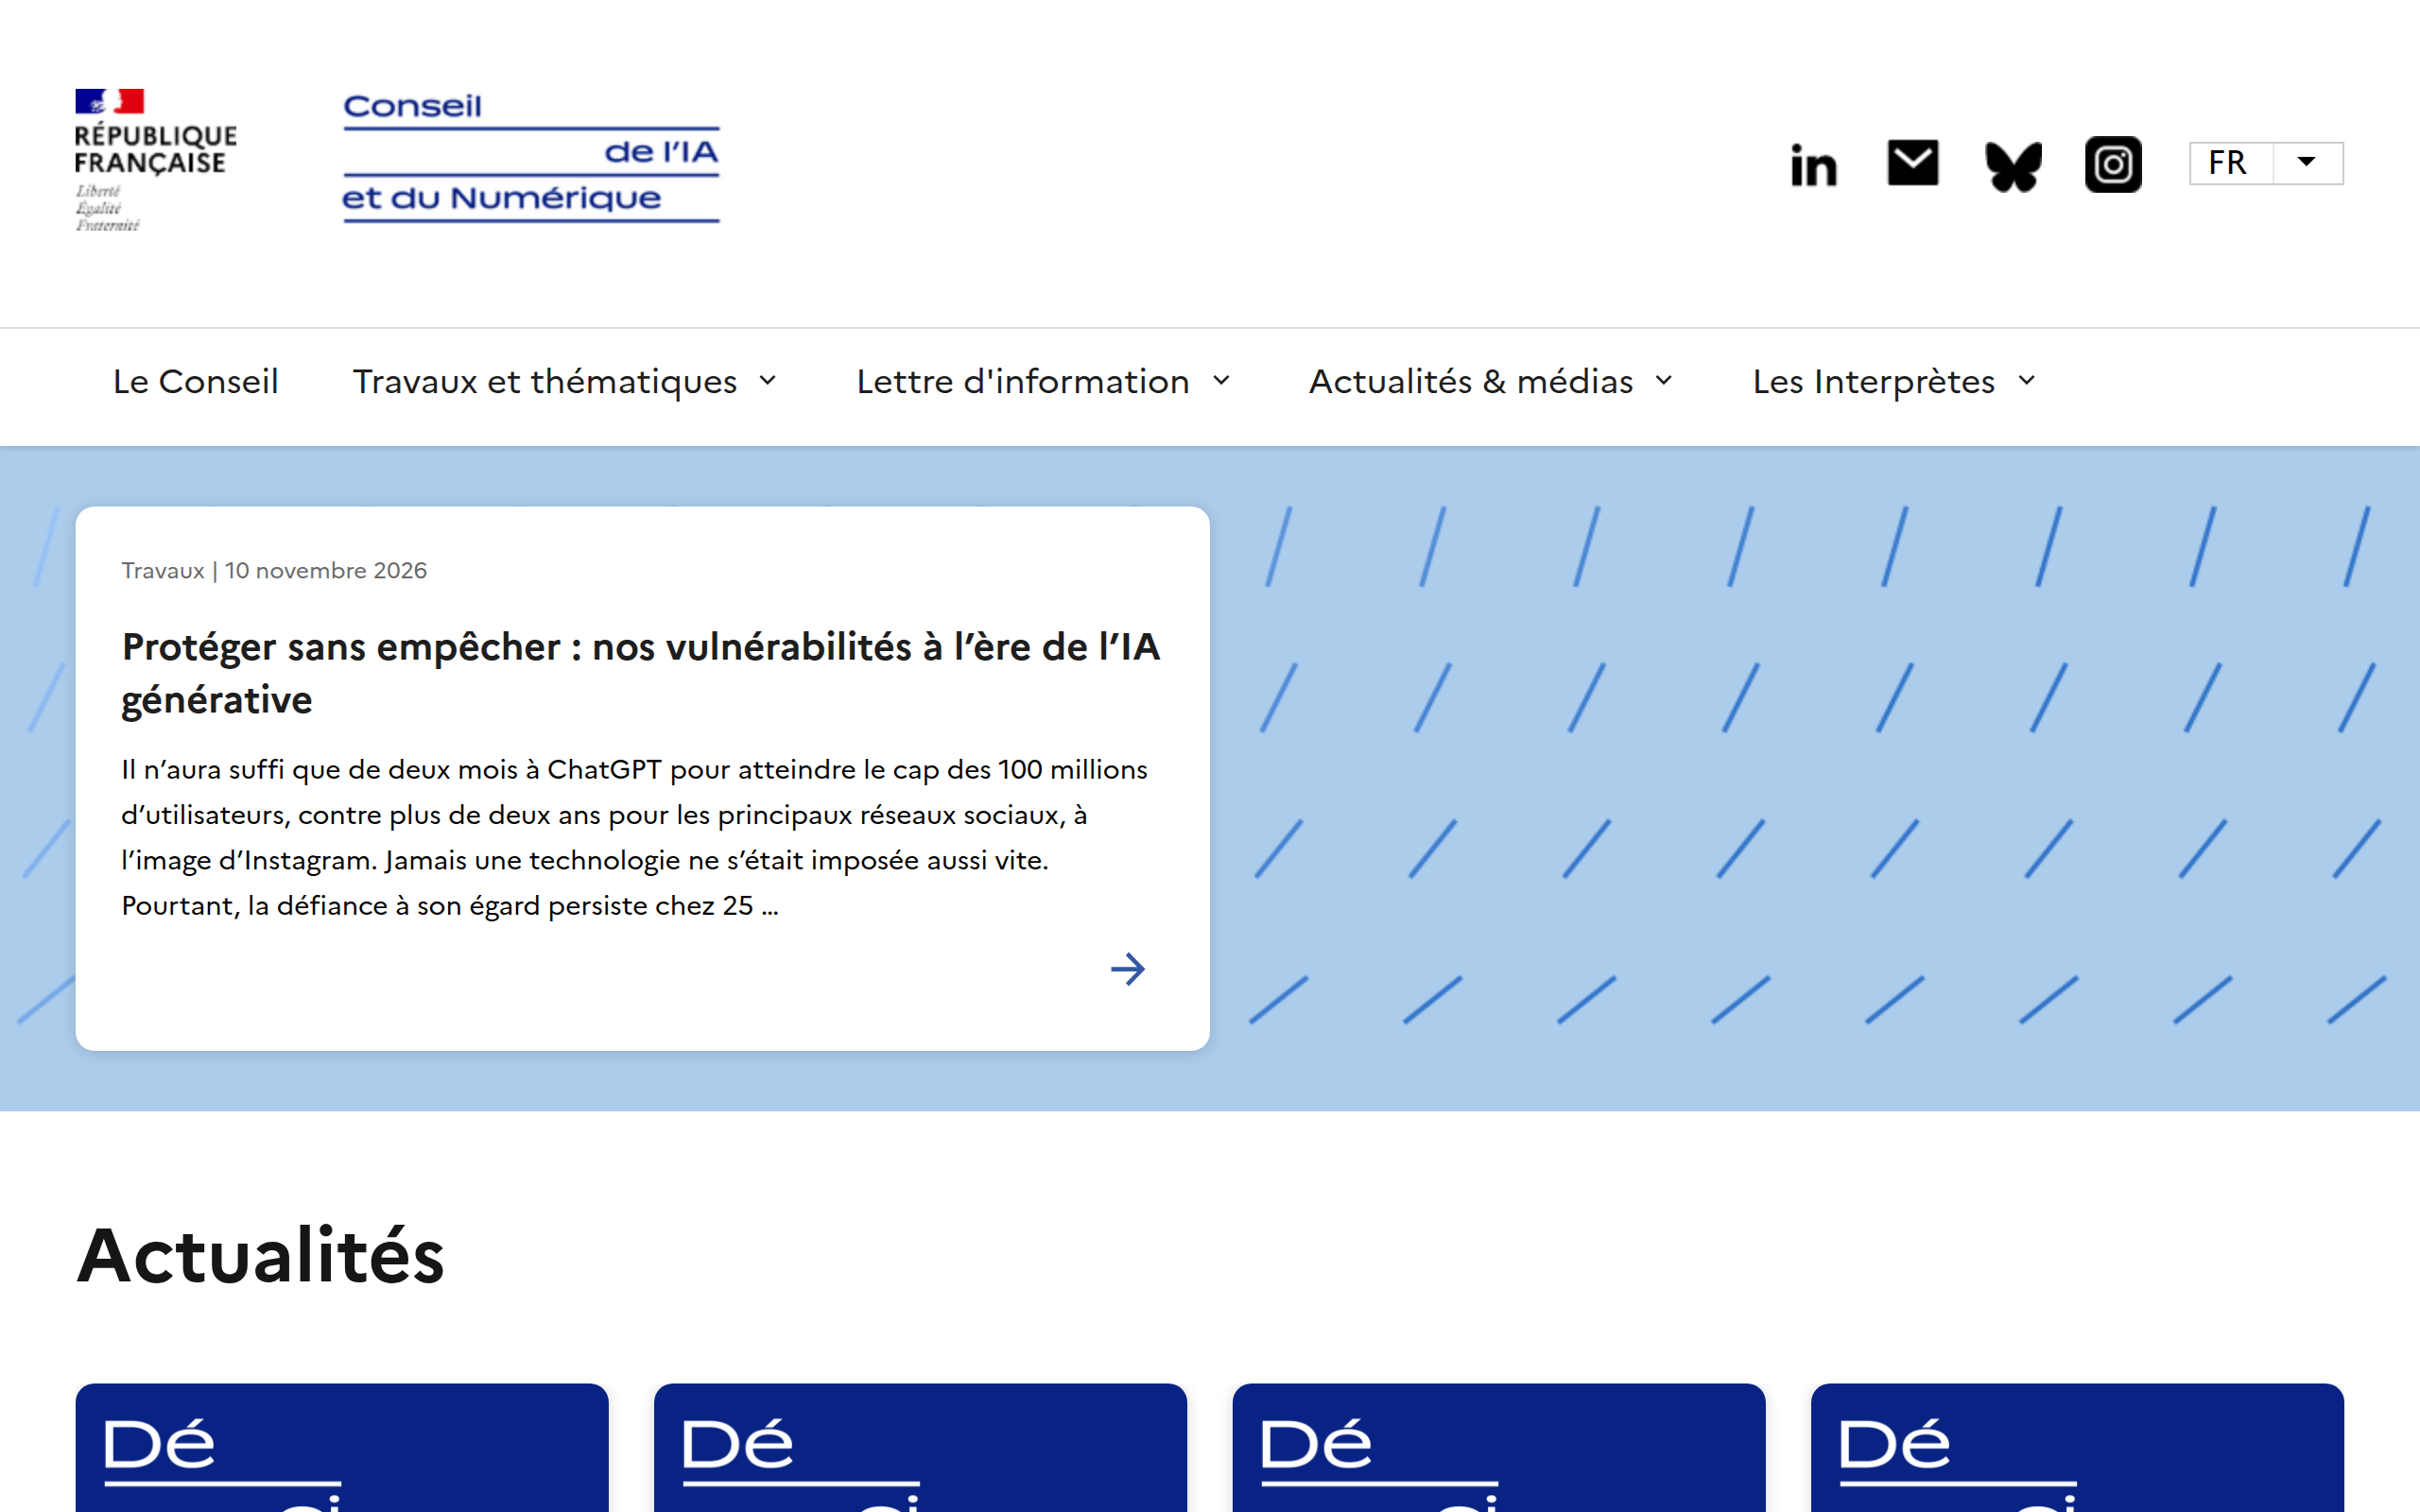 RÉPUBLIQUE
FRANÇAISE
Liberté
Égalité
Fraternité
Conseil
de l’IA
et du Numérique
in
FR
Le Conseil
Travaux et thématiques
Lettre d'information
Actualités & médias
Les Interprètes
Travaux | 10 novembre 2026
Protéger sans empêcher : nos vulnérabilités à l’ère de l’IA
générative
Il n’aura suffi que de deux mois à ChatGPT pour atteindre le cap des 100 millions
d’utilisateurs, contre plus de deux ans pour les principaux réseaux sociaux, à
l’image d’Instagram. Jamais une technologie ne s’était imposée aussi vite.
Pourtant, la défiance à son égard persiste chez 25 ...
Actualités
Dé
Dé
Dé
Dé